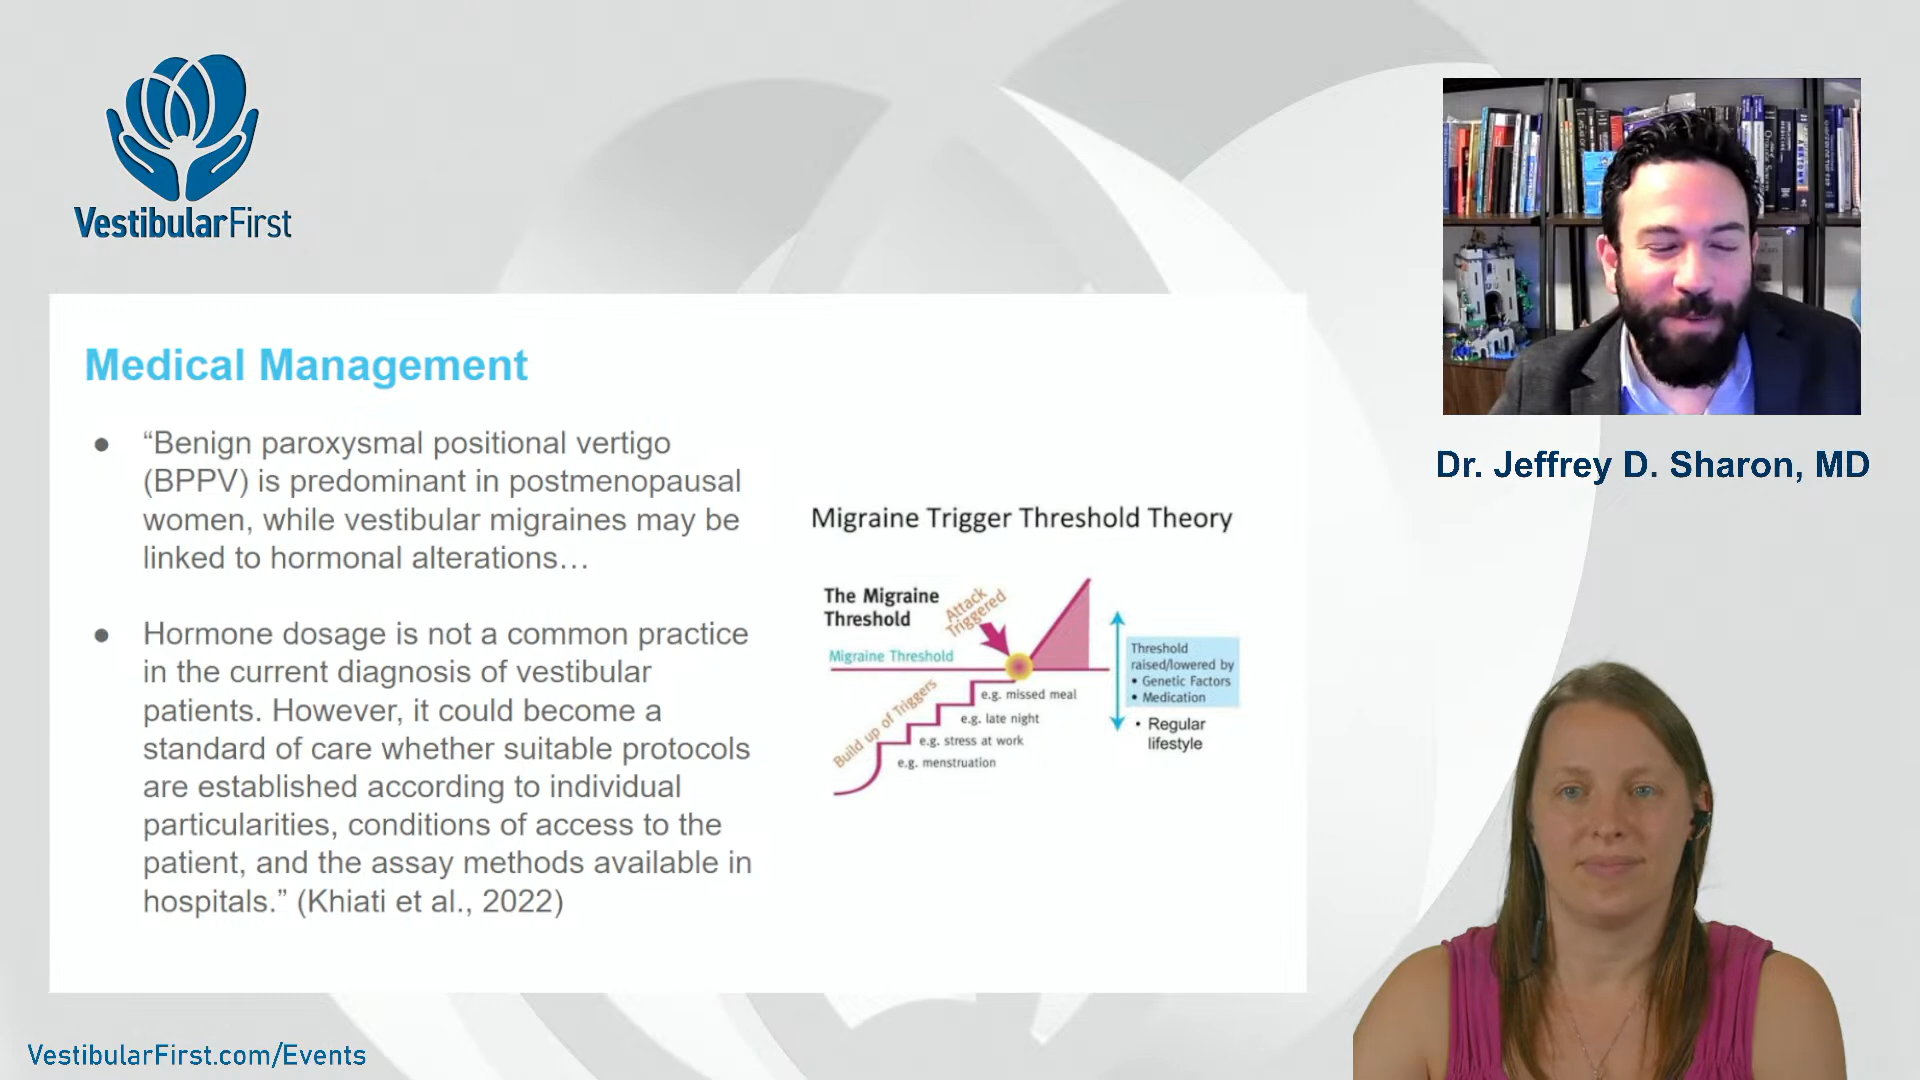 VestibularFirst
Medical Management
● “Benign paroxysmal positional vertigo
(BPPV) is predominant in postmenopausal
women, while vestibular migraines may be
linked to hormonal alterations…
● Hormone dosage is not a common practice
in the current diagnosis of vestibular
patients. However, it could become a
standard of care whether suitable protocols
are established according to individual
particularities, conditions of access to the
patient, and the assay methods available in
hospitals.” (Khiati et al., 2022)
Migraine Trigger Threshold Theory
The Migraine
Threshold
Attack
Triggered
Migraine Threshold
Build up of Triggers
e.g. missed meal
e.g. late night
e.g. stress at work
e.g. menstruation
Threshold
raised/lowered by
• Genetic Factors
• Medication
• Regular
lifestyle
Dr. Jeffrey D. Sharon, MD
VestibularFirst.com/Events